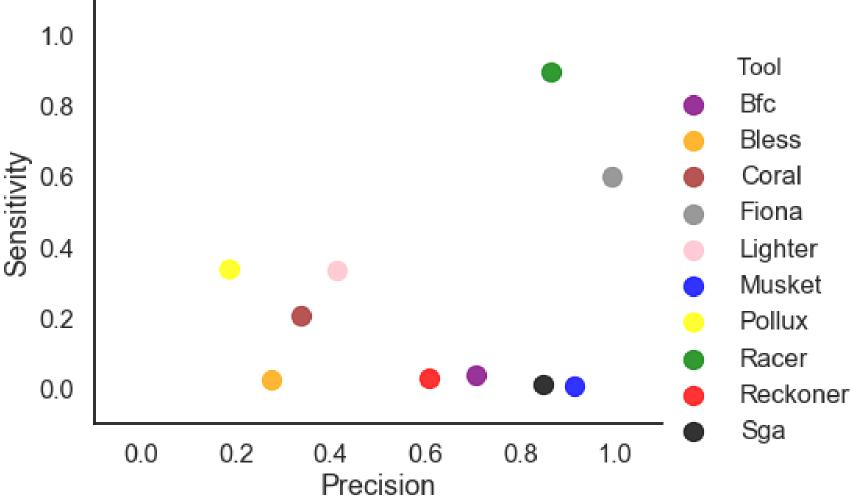 1.0
0.8
0.6
0.4
0.2
0.0
Sensitivity
0.0 0.2 0.4 0.6 0.8 1.0
Precision
Tool
Bfc
Bless
Coral
Fiona
Lighter
Musket
Pollux
Racer
Reckoner
Sga